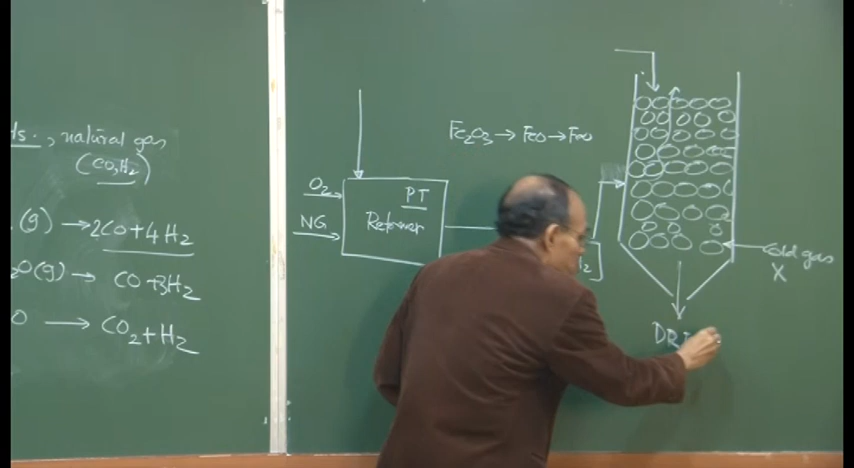 natural gas
(CO, H2)
(g) → 2CO + 4H2
O(g) → CO + 3H2
O → CO2 + H2
Fe2O3 → FeO → Feº
O2
NG
PT
Reformer
H2]
Cold gas
X
DRI